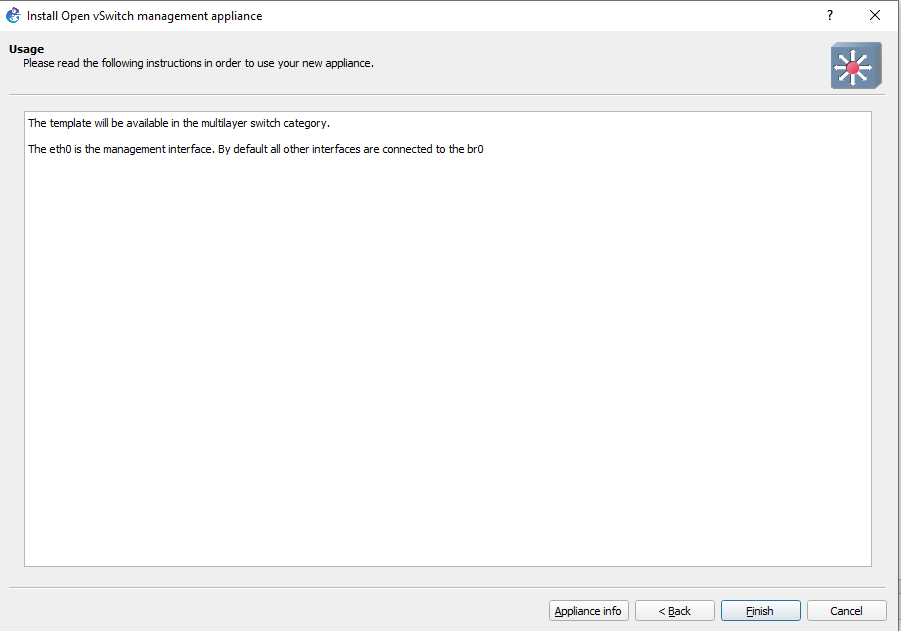 Install Open vSwitch management appliance
?
Usage
Please read the following instructions in order to use your new appliance.
The template will be available in the multilayer switch category.
The eth0 is the management interface. By default all other interfaces are connected to the br0
Appliance info
< Back
Finish
Cancel